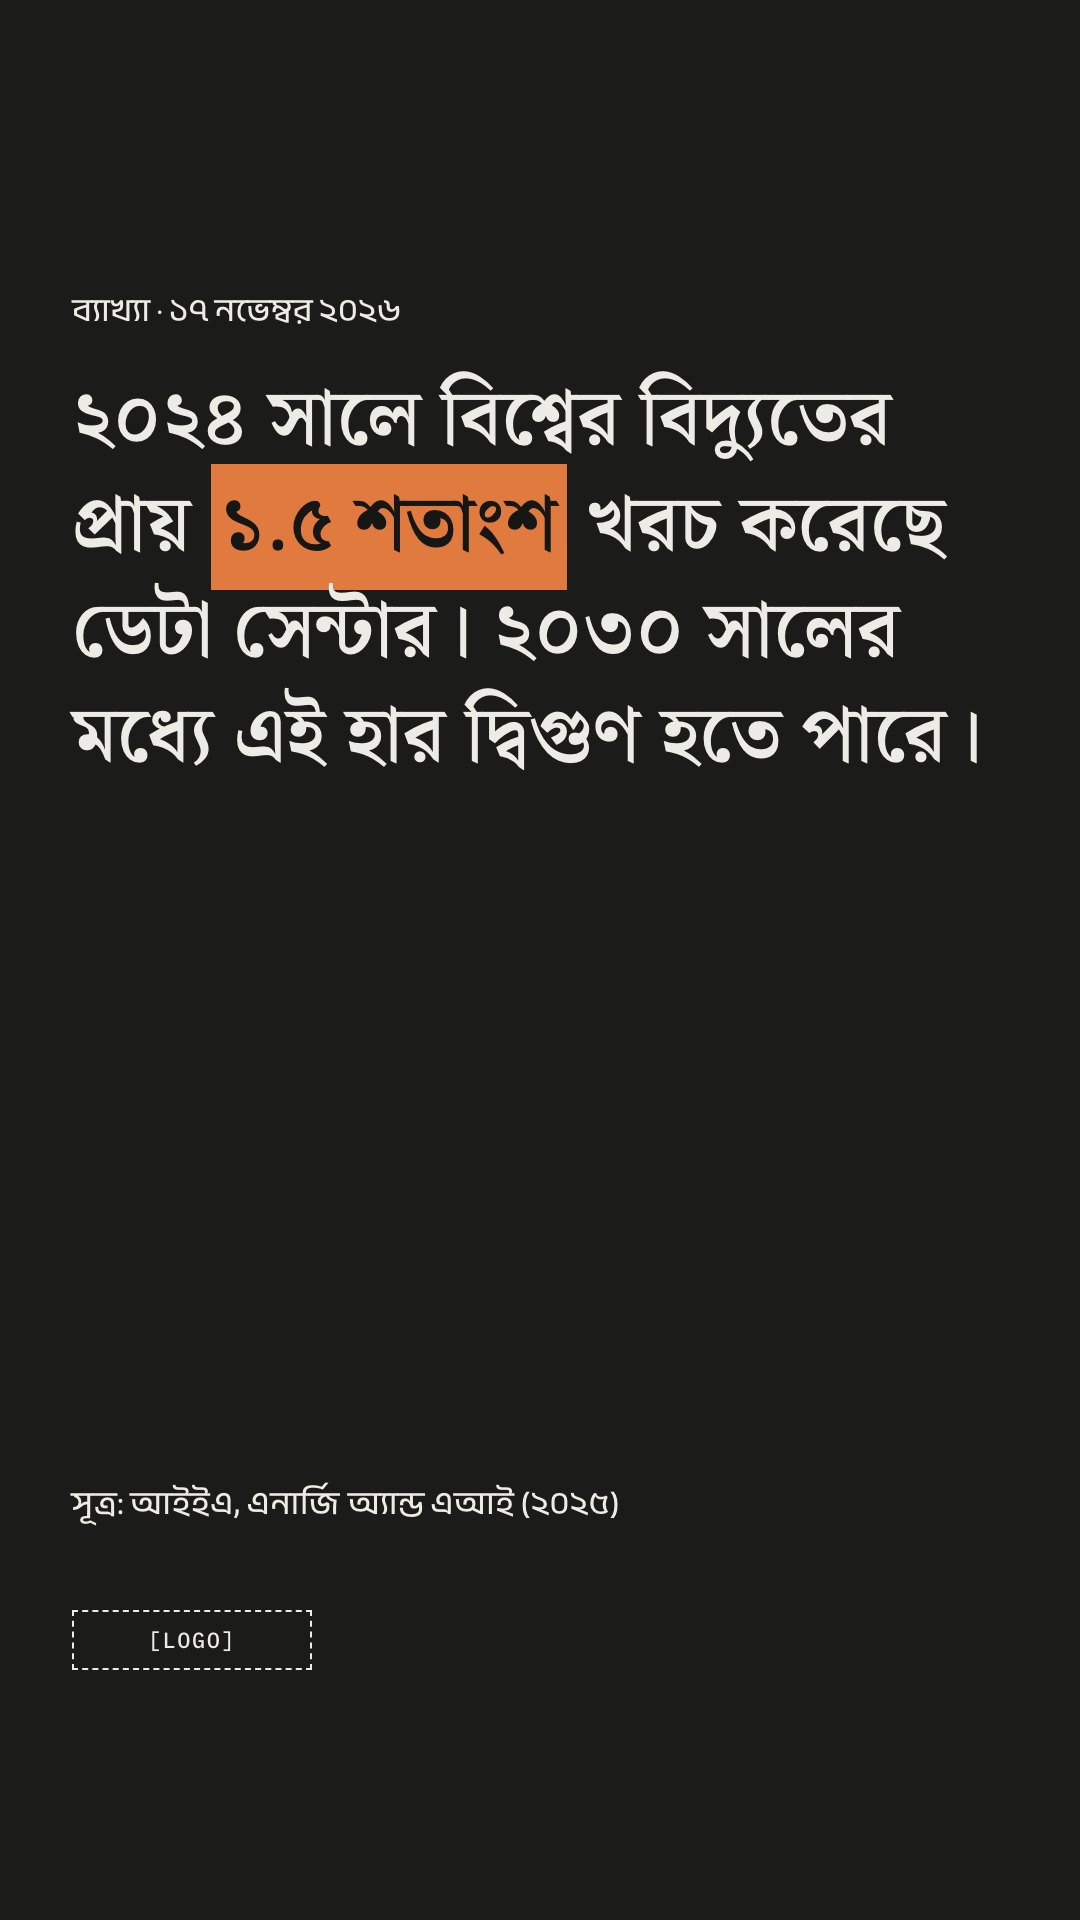 ব্যাখ্যা · ১৭ নভেম্বর ২০২৬
২০২৪ সালে বিশ্বের বিদ্যুতের
প্রায় ১.৫ শতাংশ খরচ করেছে
ডেটা সেন্টার। ২০৩০ সালের
মধ্যে এই হার দ্বিগুণ হতে পারে।
সূত্র: আইইএ, এনার্জি অ্যান্ড এআই (২০২৫)
[LOGO]